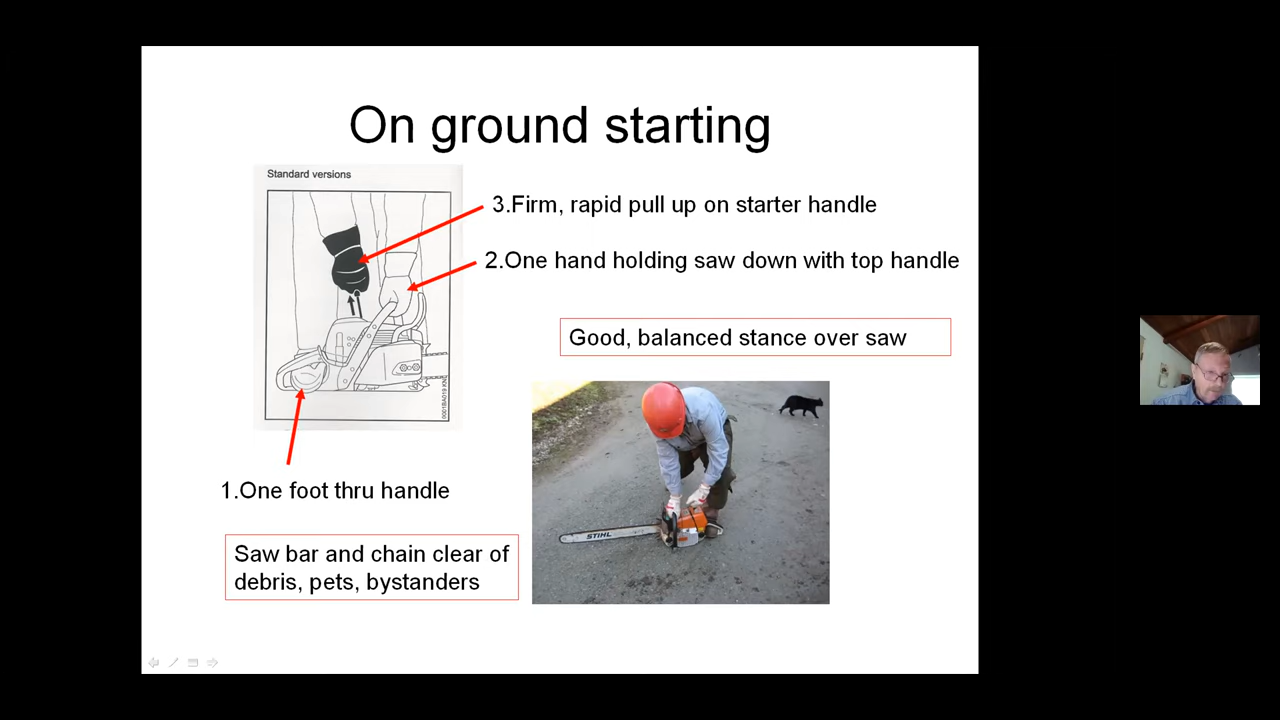 On ground starting
Standard versions
3.Firm, rapid pull up on starter handle
2.One hand holding saw down with top handle
Good, balanced stance over saw
0001BA019 KN
STIHL
1.One foot thru handle
Saw bar and chain clear of
debris, pets, bystanders